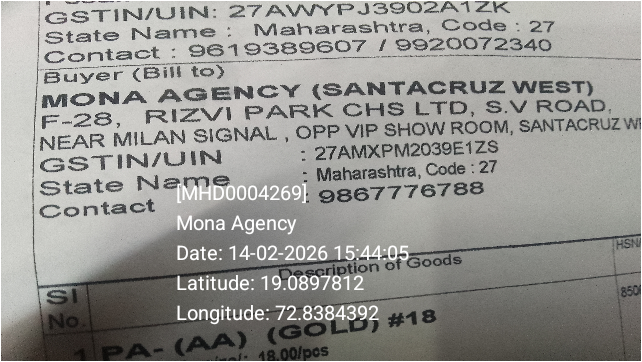 GSTIN/UIN: 27AWYPJ3902A1ZK
State Name : Maharashtra, Code : 27
Contact : 9619389607 / 9920072340
Buyer (Bill to)
MONA AGENCY (SANTACRUZ WEST)
F-28, RIZVI PARK CHS LTD, S.V ROAD,
NEAR MILAN SIGNAL , OPP VIP SHOW ROOM, SANTACRUZ WE
GSTIN/UIN : 27AMXPM2039E1ZS
State Name : Maharashtra, Code : 27
Contact : 9867776788
[MHD0004269]
Mona Agency
Date: 14-02-2026 15:44:05
Latitude: 19.0897812
Longitude: 72.8384392
SI
No.
Description of Goods
HSN/
8506
1 PA- (AA) (GOLD) #18
18.00/pcs